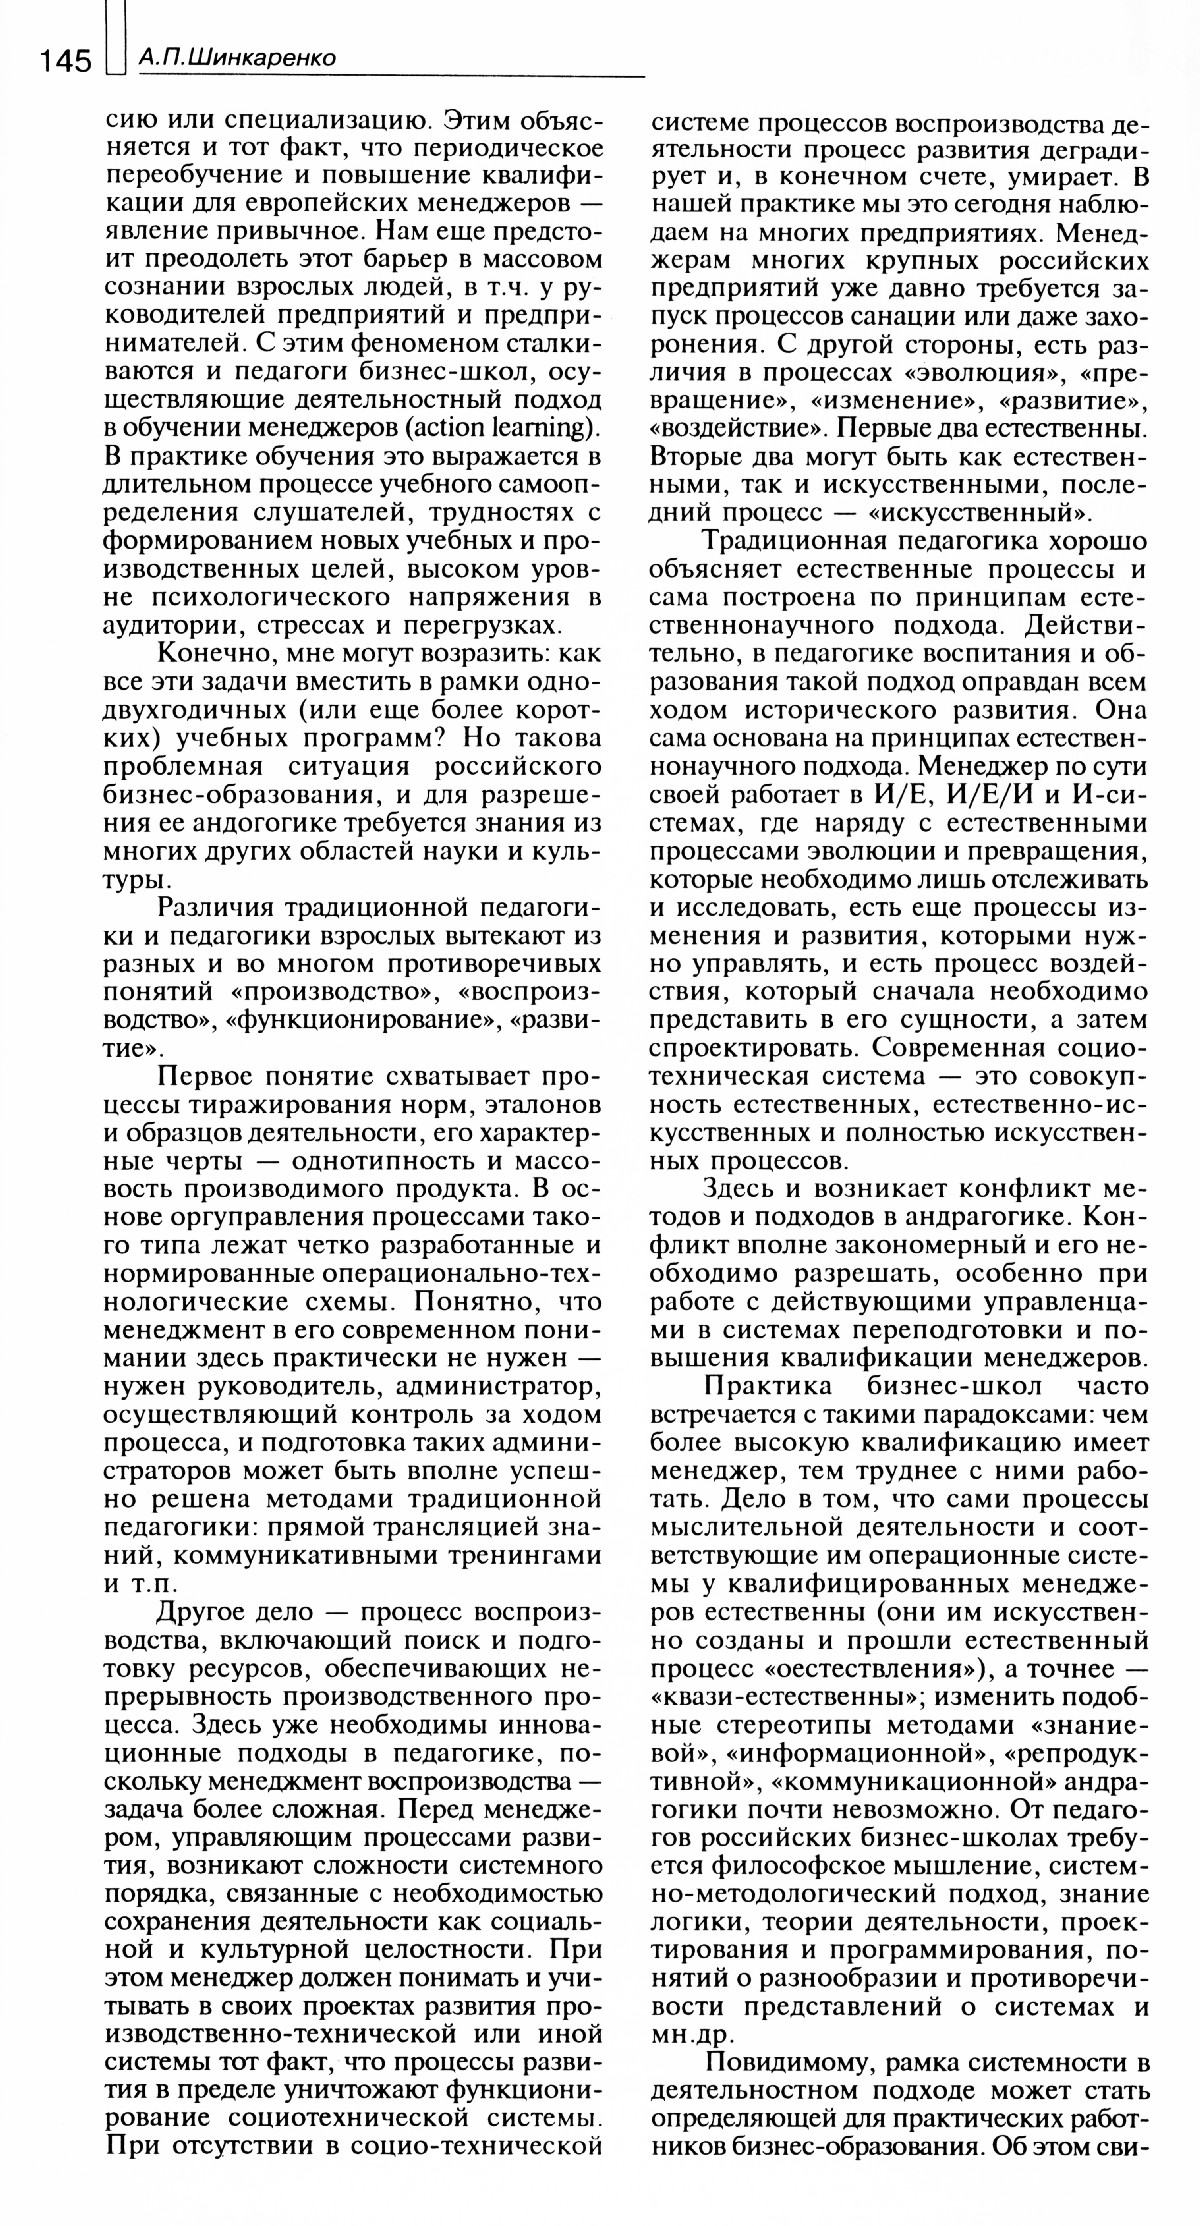 145
А.П.Шинкаренко
сию или специализацию. Этим объяс-
няется и тот факт, что периодическое
переобучение и повышение квалифи-
кации для европейских менеджеров —
явление привычное. Нам еще предсто-
ит преодолеть этот барьер в массовом
сознании взрослых людей, в т.ч. у ру-
ководителей предприятий и предпри-
нимателей. С этим феноменом сталки-
ваются и педагоги бизнес-школ, осу-
ществляющие деятельностный подход
в обучении менеджеров (action learning).
В практике обучения это выражается в
длительном процессе учебного самооп-
ределения слушателей, трудностях с
формированием новых учебных и про-
изводственных целей, высоком уров-
не психологического напряжения в
аудитории, стрессах и перегрузках.
Конечно, мне могут возразить: как
все эти задачи вместить в рамки одно-
двухгодичных (или еще более корот-
ких) учебных программ? Но такова
проблемная ситуация российского
бизнес-образования, и для разреше-
ния ее андогогике требуется знания из
многих других областей науки и куль-
туры.
Различия традиционной педагоги-
ки и педагогики взрослых вытекают из
разных и во многом противоречивых
понятий «производство», «воспроиз-
водство», «функционирование», «разви-
тие».
Первое понятие схватывает про-
цессы тиражирования норм, эталонов
и образцов деятельности, его характер-
ные черты — однотипность и массо-
вость производимого продукта. В ос-
нове оргуправления процессами тако-
го типа лежат четко разработанные и
нормированные операционально-тех-
нологические схемы. Понятно, что
менеджмент в его современном пони-
мании здесь практически не нужен —
нужен руководитель, администратор,
осуществляющий контроль за ходом
процесса, и подготовка таких админи-
страторов может быть вполне успеш-
но решена методами традиционной
педагогики: прямой трансляцией зна-
ний, коммуникативными тренингами
и т.п.
Другое дело — процесс воспроиз-
водства, включающий поиск и подго-
товку ресурсов, обеспечивающих не-
прерывность производственного про-
цесса. Здесь уже необходимы иннова-
ционные подходы в педагогике, по-
скольку менеджмент воспроизводства —
задача более сложная. Перед менедже-
ром, управляющим процессами разви-
тия, возникают сложности системного
порядка, связанные с необходимостью
сохранения деятельности как социаль-
ной и культурной целостности. При
этом менеджер должен понимать и учи-
тывать в своих проектах развития про-
изводственно-технической или иной
системы тот факт, что процессы разви-
тия в пределе уничтожают функциони-
рование социотехнической системы.
При отсутствии в социо-технической
системе процессов воспроизводства де-
ятельности процесс развития дегради-
рует и, в конечном счете, умирает. В
нашей практике мы это сегодня наблю-
даем на многих предприятиях. Менед-
жерам многих крупных российских
предприятий уже давно требуется за-
пуск процессов санации или даже захо-
ронения. С другой стороны, есть раз-
личия в процессах «эволюция», «пре-
вращение», «изменение», «развитие»,
«воздействие». Первые два естественны.
Вторые два могут быть как естествен-
ными, так и искусственными, после-
дний процесс — «искусственный».
Традиционная педагогика хорошо
объясняет естественные процессы и
сама построена по принципам есте-
ственнонаучного подхода. Действи-
тельно, в педагогике воспитания и об-
разования такой подход оправдан всем
ходом исторического развития. Она
сама основана на принципах естествен-
нонаучного подхода. Менеджер по сути
своей работает в И/Е, И/Е/И и И-си-
стемах, где наряду с естественными
процессами эволюции и превращения,
которые необходимо лишь отслеживать
и исследовать, есть еще процессы из-
менения и развития, которыми нуж-
но управлять, и есть процесс воздей-
ствия, который сначала необходимо
представить в его сущности, а затем
спроектировать. Современная социо-
техническая система — это совокуп-
ность естественных, естественно-ис-
кусственных и полностью искусствен-
ных процессов.
Здесь и возникает конфликт ме-
тодов и подходов в андрагогике. Кон-
фликт вполне закономерный и его не-
обходимо разрешать, особенно при
работе с действующими управленца-
ми в системах переподготовки и по-
вышения квалификации менеджеров.
Практика бизнес-школ часто
встречается с такими парадоксами: чем
более высокую квалификацию имеет
менеджер, тем труднее с ними рабо-
тать. Дело в том, что сами процессы
мыслительной деятельности и соот-
ветствующие им операционные систе-
мы у квалифицированных менедже-
ров естественны (они им искусствен-
но созданы и прошли естественный
процесс «оестествления»), а точнее —
«квази-естественны»; изменить подоб-
ные стереотипы методами «знание-
вой», «информационной», «репродук-
тивной», «коммуникационной» андра-
гогики почти невозможно. От педаго-
гов российских бизнес-школах требу-
ется философское мышление, систем-
но-методологический подход, знание
логики, теории деятельности, проек-
тирования и программирования, по-
нятий о разнообразии и противоречи-
вости представлений о системах и
мн.др.
Повидимому, рамка системности в
деятельностном подходе может стать
определяющей для практических работ-
ников бизнес-образования. Об этом сви-